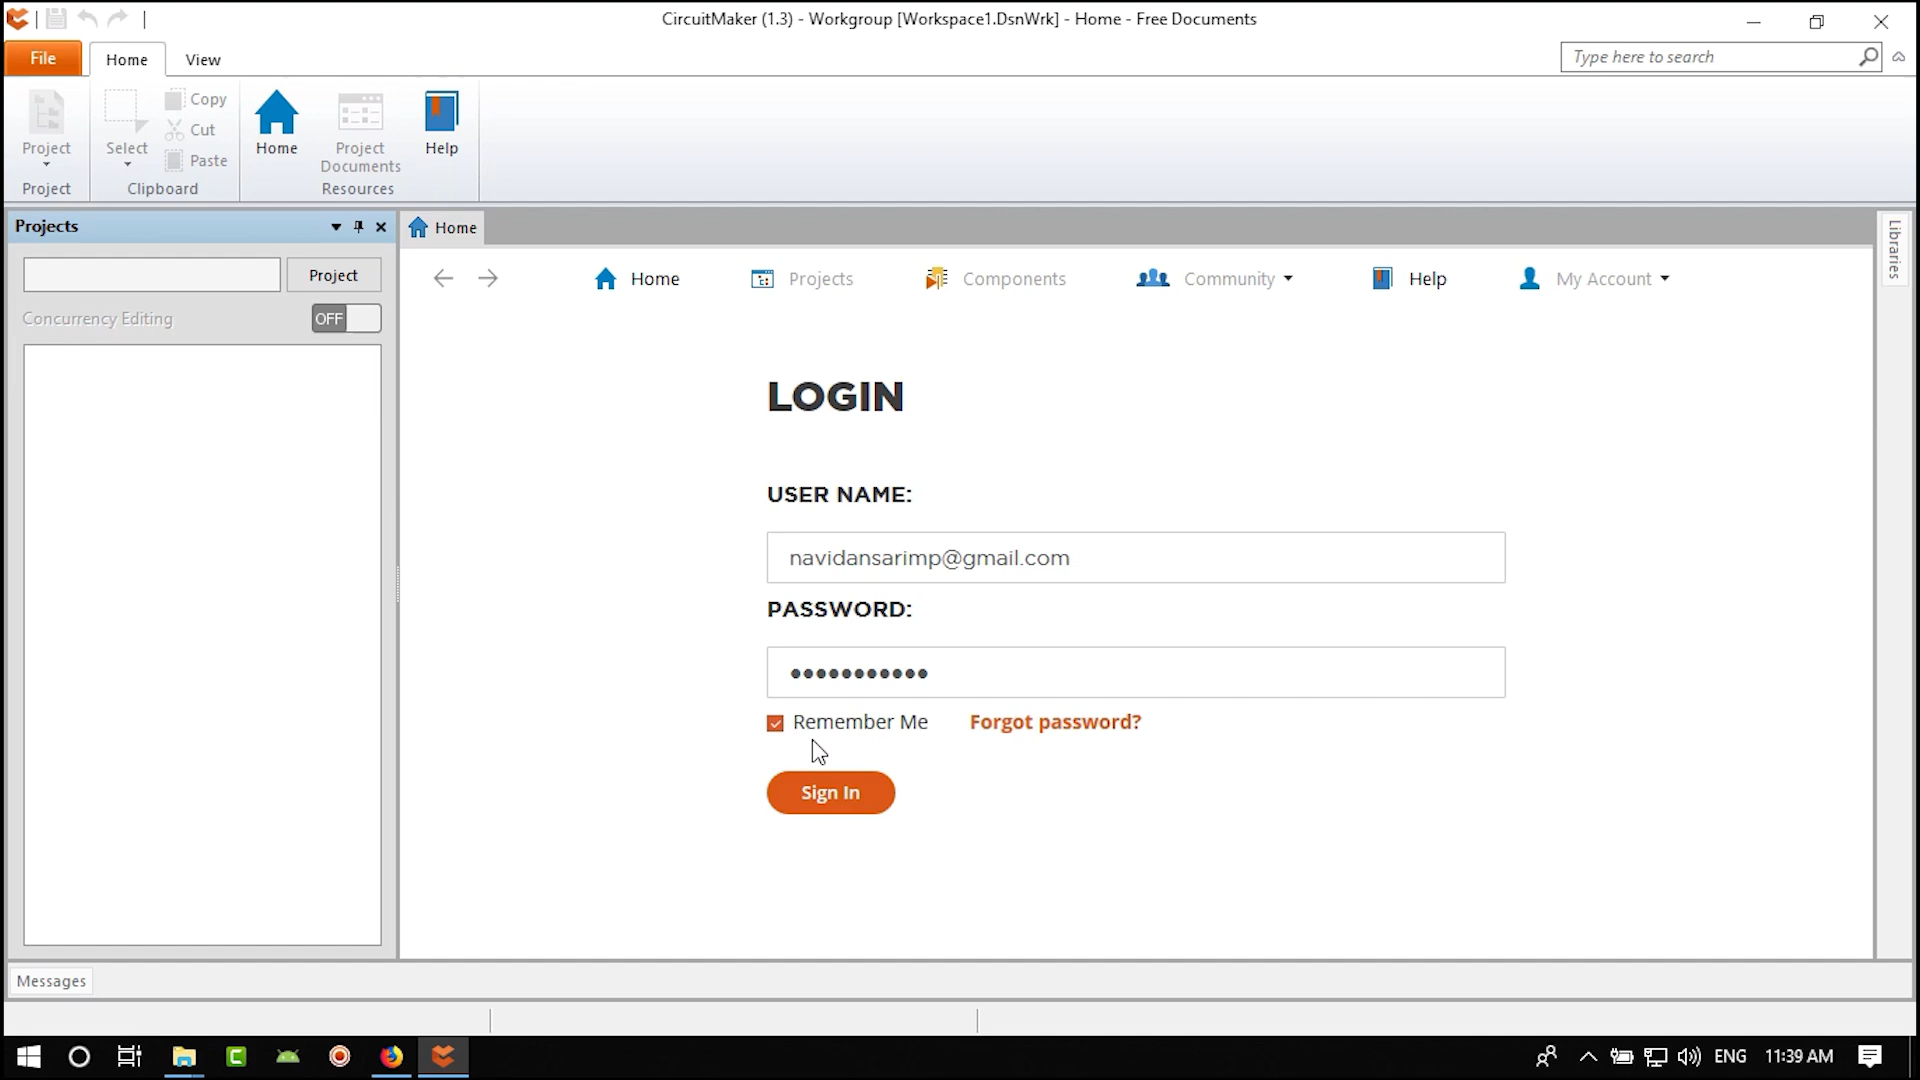 CircuitMaker (1.3) - Workgroup [Workspace1.DsnWrk] - Home - Free Documents
File Home View
Type here to search
Project
Select
Copy
Cut
Paste
Home
Project Documents
Help
Project
Clipboard
Resources
Projects
Home
Libraries
Project
Concurrency Editing OFF
Home Projects Components Community Help My Account
LOGIN
USER NAME:
navidansarimp@gmail.com
PASSWORD:
Remember Me Forgot password?
Sign In
Messages
ENG 11:39 AM